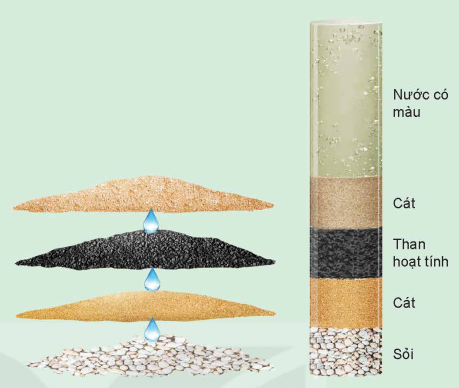 Nước có
màu
Cát
Than
hoạt tính
Cát
Sỏi